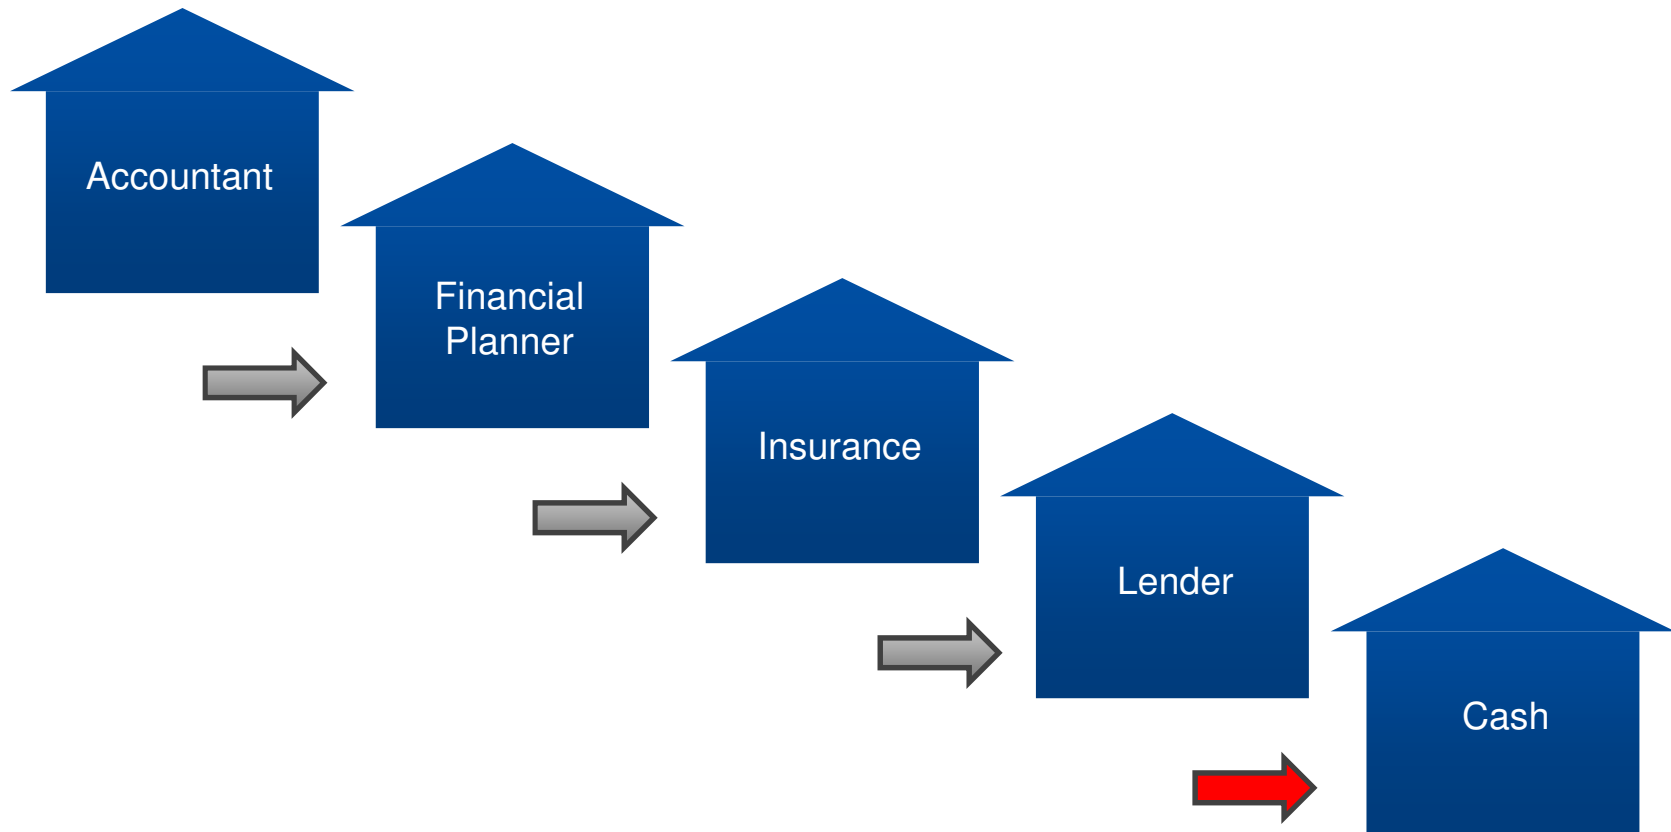 Accountant
Financial
Planner
Insurance
Lender
Cash